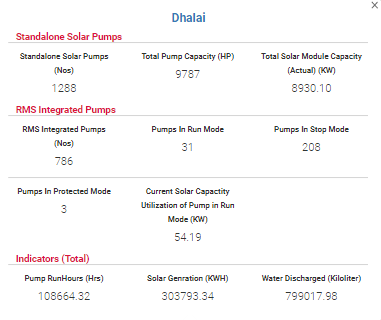 ×
Dhalai
Standalone Solar Pumps
Standalone Solar Pumps Total Pump Capacity (HP) Total Solar Module Capacity
(Nos) 9787 (Actual) (KW)
1288 8930.10
RMS Integrated Pumps
RMS Integrated Pumps Pumps In Run Mode Pumps In Stop Mode
(Nos) 31 208
786
Pumps In Protected Mode Current Solar Capactity
3 Utilization of Pump in Run
Mode (KW)
54.19
Indicators (Total)
Pump RunHours (Hrs) Solar Genration (KWH) Water Discharged (Kiloliter)
108664.32 303793.34 799017.98